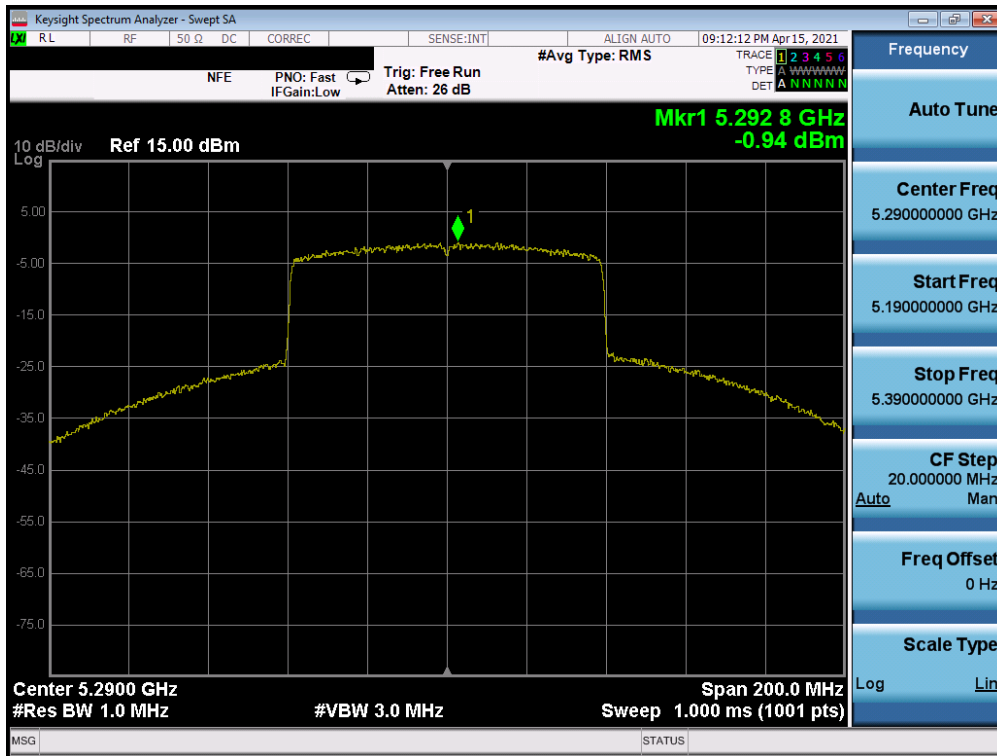 Keysight Spectrum Analyzer - Swept SA
LXI RL RF 50 Ω DC CORREC SENSE:INT ALIGN AUTO 09:12:12 PM Apr 15, 2021
Frequency
#Avg Type: RMS
TRACE 1 2 3 4 5 6
TYPE A WWWWW
DET A N N N N N
NFE PNO: Fast Trig: Free Run
IFGain:Low Atten: 26 dB
Mkr1 5.292 8 GHz
-0.94 dBm
10 dB/div Ref 15.00 dBm
Log
1
5.00
-5.00
-15.0
-25.0
-35.0
-45.0
-55.0
-65.0
-75.0
Center 5.2900 GHz Span 200.0 MHz
#Res BW 1.0 MHz #VBW 3.0 MHz Sweep 1.000 ms (1001 pts)
MSG STATUS
Auto Tune
Center Freq
5.290000000 GHz
Start Freq
5.190000000 GHz
Stop Freq
5.390000000 GHz
CF Step
20.000000 MHz
Auto Man
Freq Offset
0 Hz
Scale Type
Log Lin